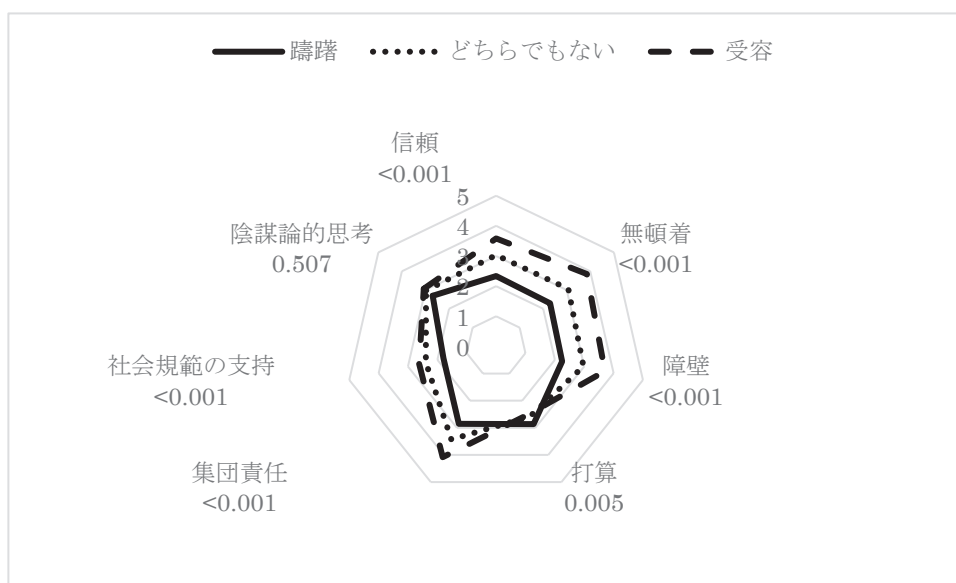 躊躇 どちらでもない 受容
信頼
<0.001
無頓着
<0.001
障壁
<0.001
打算
0.005
集団責任
<0.001
社会規範の支持
<0.001
陰謀論的思考
0.507
5
4
3
2
1
0